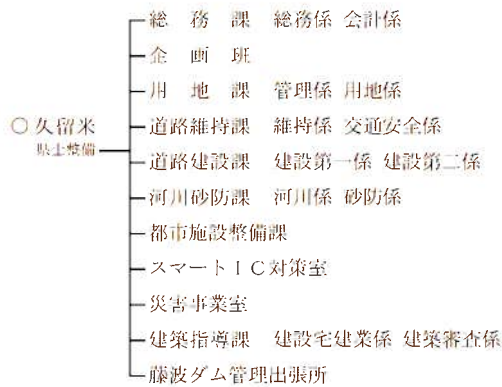 総務課 総務係 会計係
企画班
用地課 管理係 用地係
○久留米
県土整備
道路維持課 維持係 交通安全係
道路建設課 建設第一係 建設第二係
河川砂防課 河川係 砂防係
都市施設整備課
スマートIC対策室
災害事業室
建築指導課 建設宅建業係 建築審査係
藤波ダム管理出張所